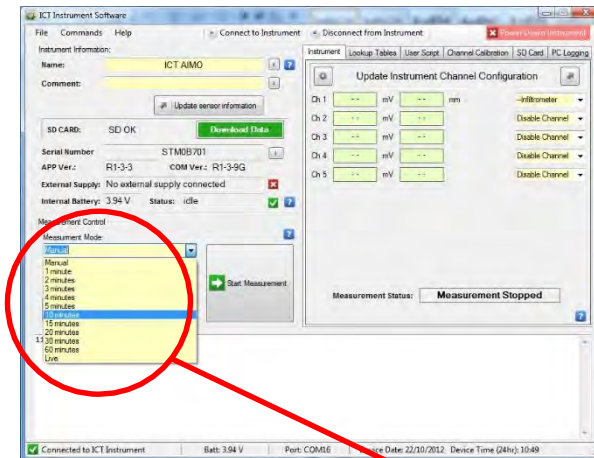 ICT Instrument Software
File Commands Help Connect to Instrument Disconnect from Instrument Power Down Instrument
Instrument Information:
Name: ICT AIMO
Comment:
Update sensor information
SD CARD: SD OK Download Data
Serial Number STM0B701
APP Ver.: R1-3-3 COM Ver.: R1-3-9G
External Supply: No external supply connected
Internal Battery: 3.94 V Status: idle
Measurement Control
Measurment Mode
Manual
Manual
1 minute
2 minutes
3 minutes
4 minutes
5 minutes
10 minutes
15 minutes
20 minutes
30 minutes
60 minutes
Live
Start Measurement
Instrument Lookup Tables User Script Channel Calibration SD Card PC Logging
Update Instrument Channel Configuration
Ch 1 -- mV -- mm --Infiltrometer
Ch 2 -- mV -- Disable Channel
Ch 3 -- mV -- Disable Channel
Ch 4 -- mV -- Disable Channel
Ch 5 -- mV -- Disable Channel
Measurement Status: Measurement Stopped
Connected to ICT Instrument Batt: 3.94 V Port: COM16 Device Date: 22/10/2012 Device Time (24hr): 10:49